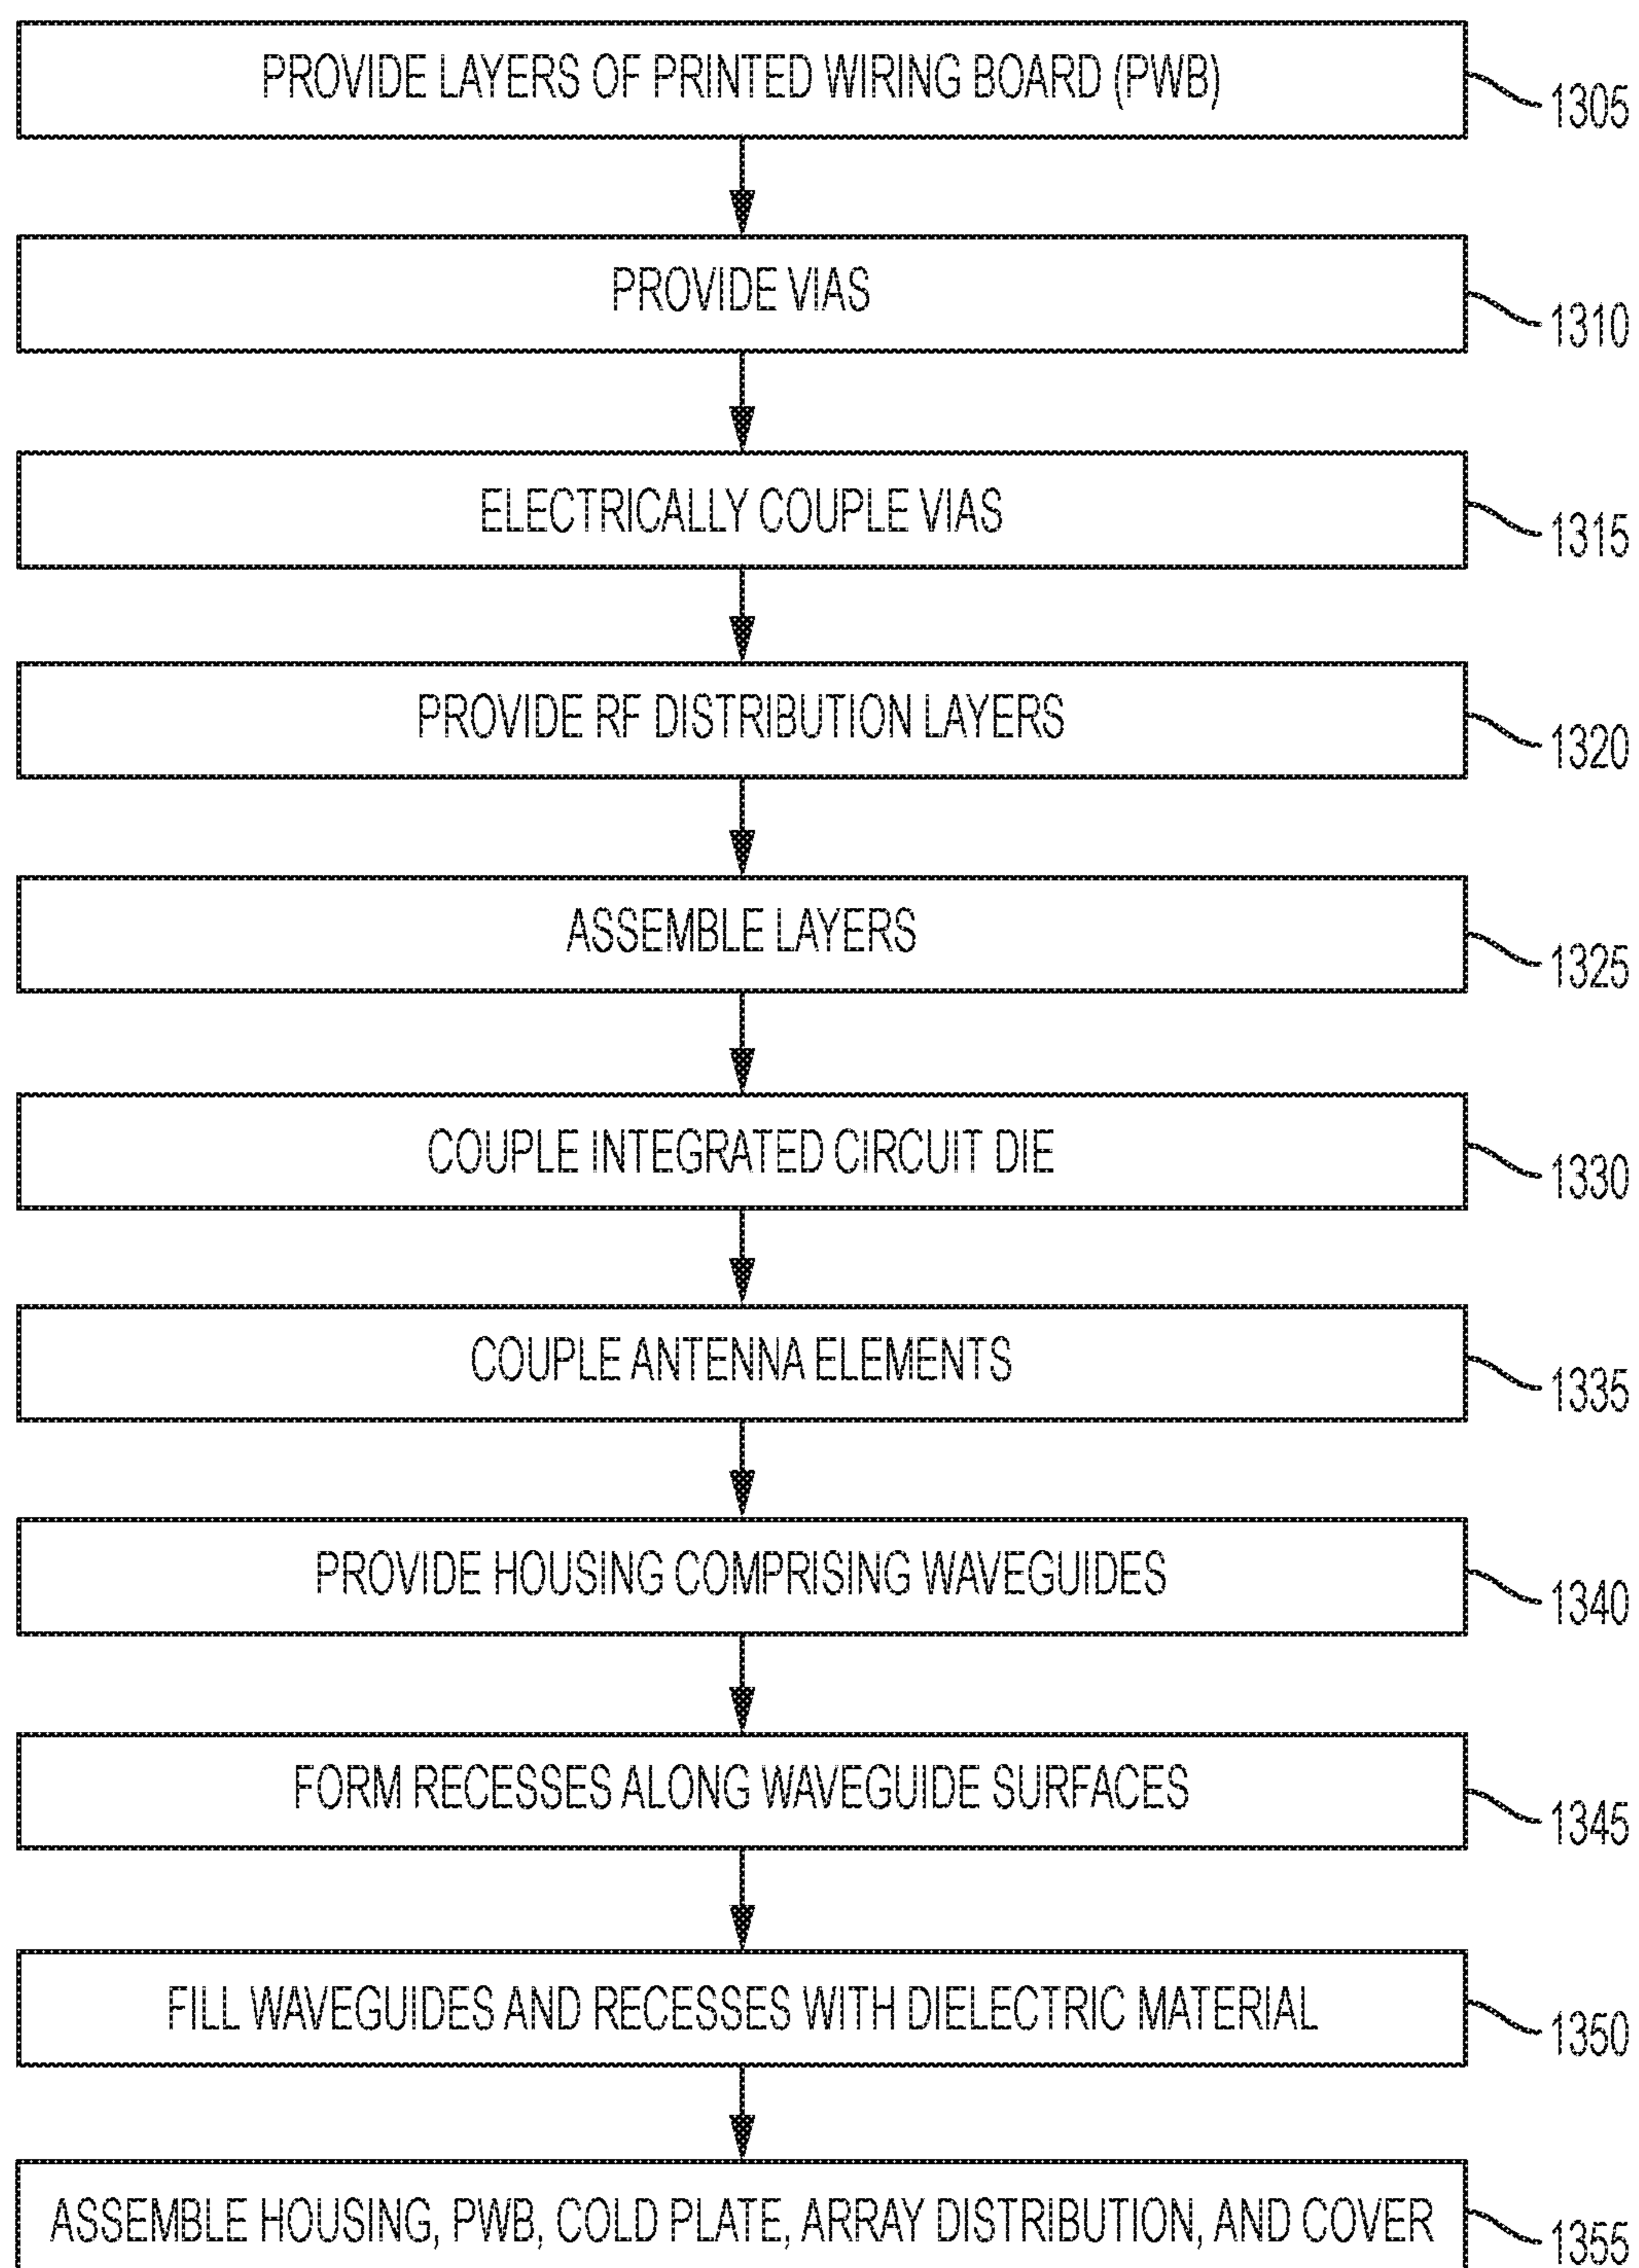 PROVIDE LAYERS OF PRINTED WIRING BOARD (PWB)
1305
PROVIDE VIAS
1310
ELECTRICALLY COUPLE VIAS
1315
PROVIDE RF DISTRIBUTION LAYERS
1320
ASSEMBLE LAYERS
1325
COUPLE INTEGRATED CIRCUIT DIE
1330
COUPLE ANTENNA ELEMENTS
1335
PROVIDE HOUSING COMPRISING WAVEGUIDES
1340
FORM RECESSES ALONG WAVEGUIDE SURFACES
1345
FILL WAVEGUIDES AND RECESSES WITH DIELECTRIC MATERIAL
1350
ASSEMBLE HOUSING, PWB, COLD PLATE, ARRAY DISTRIBUTION, AND COVER
1355